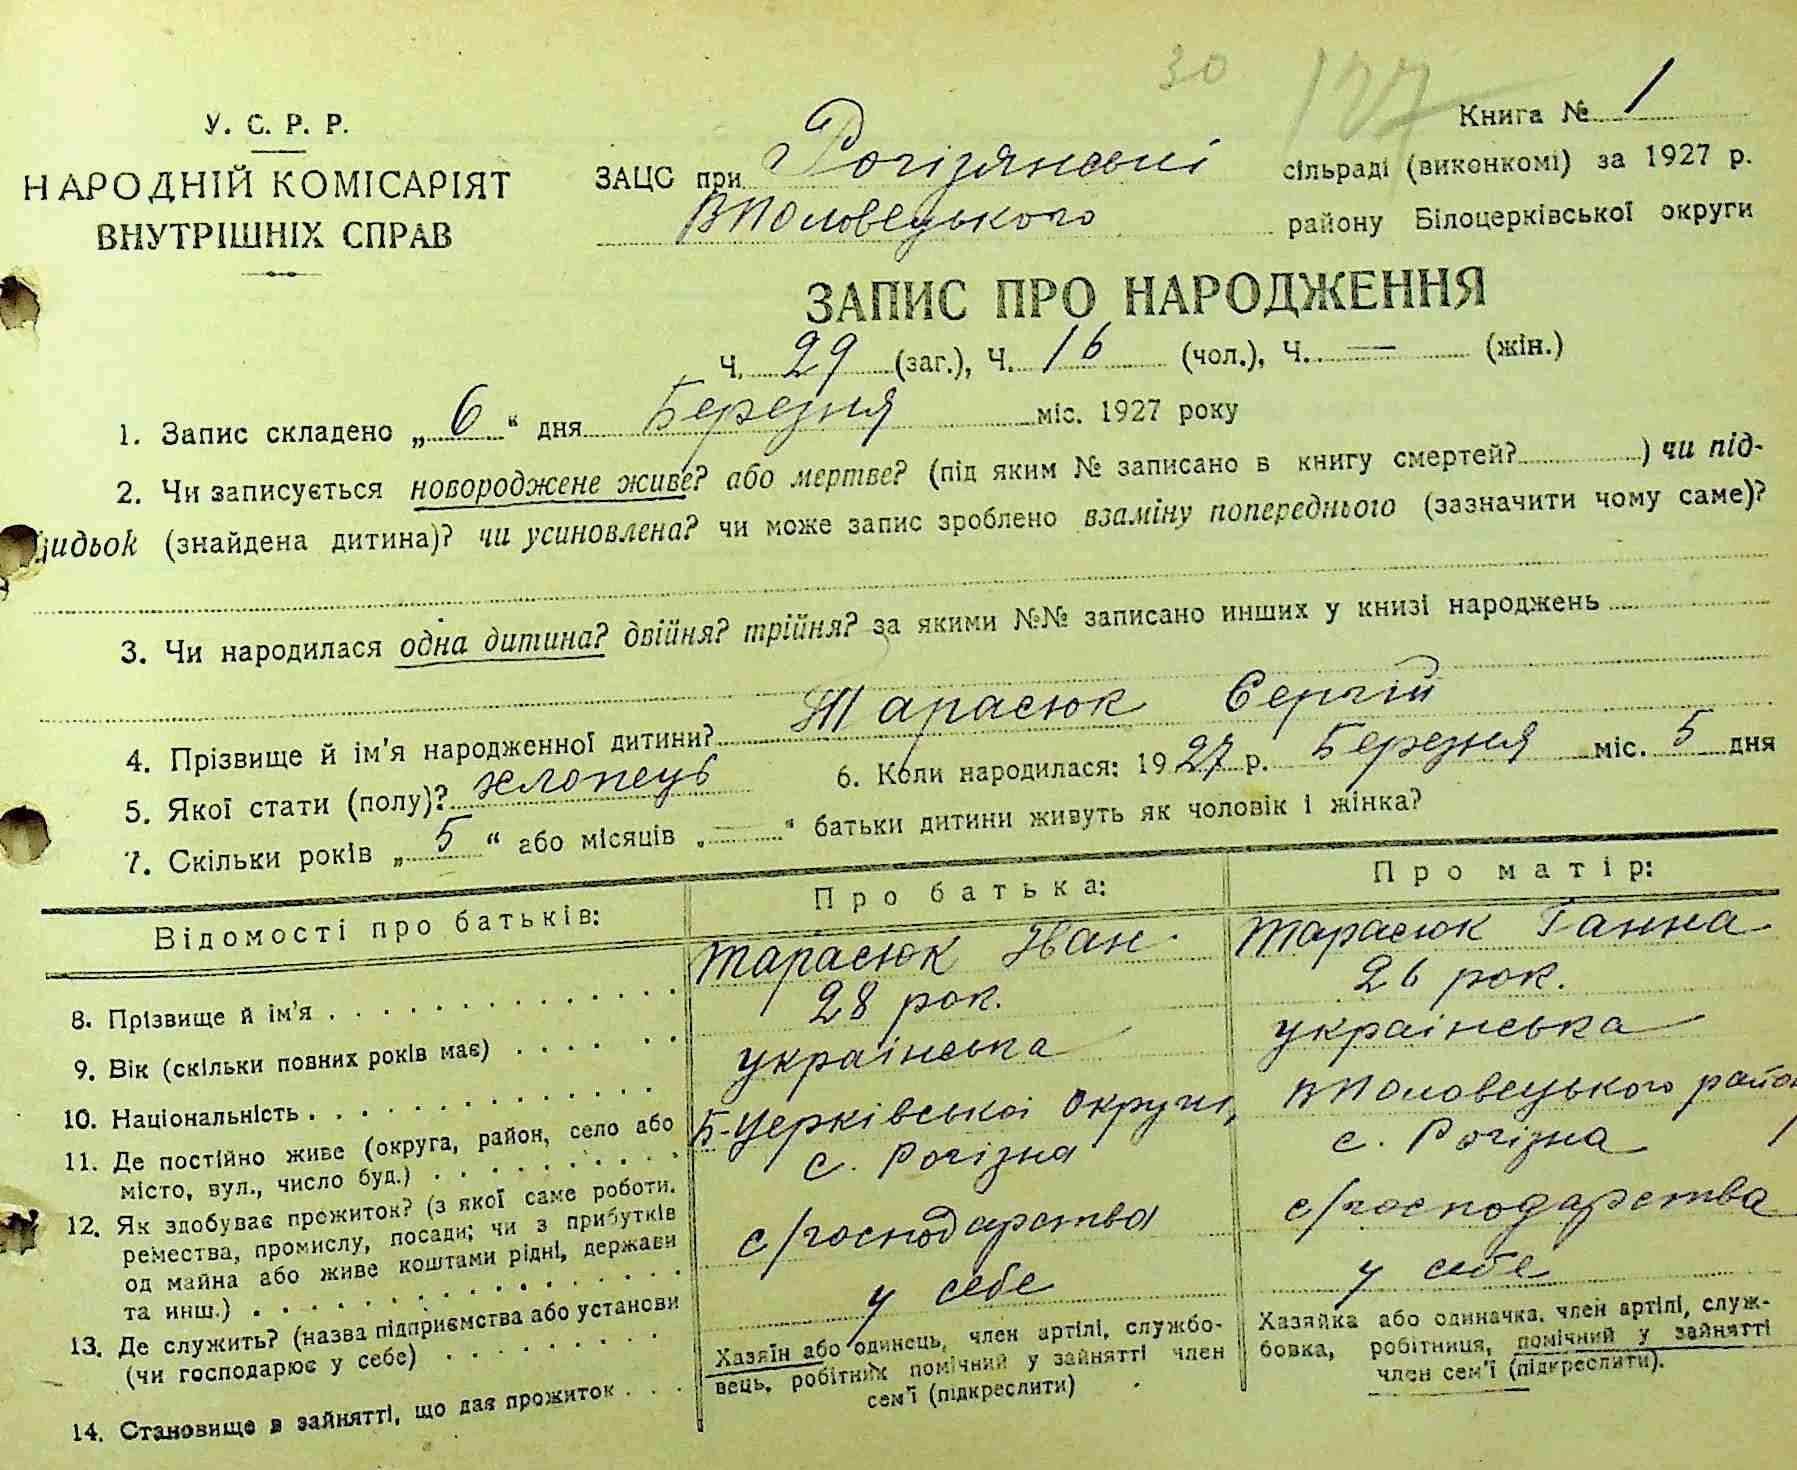 30 127
У. С. Р. Р.
НАРОДНІЙ КОМІСАРІЯТ
ВНУТРІШНІХ СПРАВ
Книга № 1
ЗАЦС при Рогізянській сільраді (виконкомі) за 1927 р.
ВПоловецького району Білоцерківської округи
ЗАПИС ПРО НАРОДЖЕННЯ
Ч. 29 (заг.), Ч. 16 (чол.), Ч. — (жін.)
1. Запис складено „ 6 “ дня Березня міс. 1927 року
2. Чи записується новороджене живе? або мертве? (під яким № записано в книгу смертей? ) чи під-
кидьок (знайдена дитина)? чи усиновлена? чи може запис зроблено взаміну попереднього (зазначити чому саме)?
3. Чи народилася одна дитина? двійня? трійня? за якими №№ записано инших у книзі народжень
4. Прізвище й ім'я народженної дитини? Тарасюк Сергій
5. Якої стати (полу)? хлопець 6. Коли народилася: 1927 р. Березня міс. 5 дня
7. Скільки років „ 5 “ або місяців „ — “ батьки дитини живуть як чоловік і жінка?
Відомості про батьків: Про батька: Про матір:
8. Прізвище й ім'я Тарасюк Іван Тарасюк Ганна
9. Вік (скільки повних років має) 28 рок. 26 рок.
10. Національність українська українська
11. Де постійно живе (округа, район, село або Б-Церківської Округи, ВПоловецького район
місто, вул., число буд.) с. Рогізна с. Рогізна
12. Як здобуває прожиток? (з якої саме роботи, с/господарства с/господарства
ремества, промислу, посади; чи з прибутків
од майна або живе коштами рідні, держави
та инш.)
13. Де служить? (назва підприємства або установи у себе у себе
(чи господарює у себе)
14. Становище в зайнятті, що дая прожиток
Хазяїн або одинець, член артілі, службо-
вець, робітник помічний у зайнятті член
сем'ї (підкреслити)
Хазяйка або одиначка, член артілі, служ-
бовка, робітниця, помічний у зайнятті
член сем'ї (підкреслити).